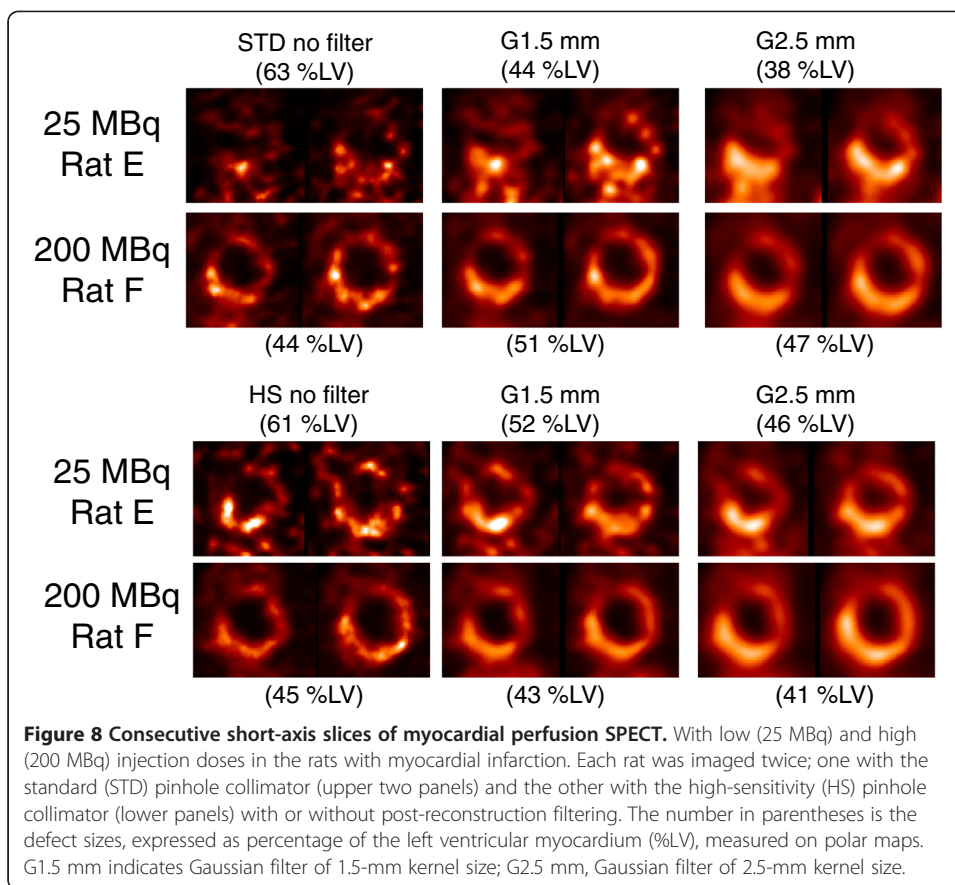 STD no filter G1.5 mm G2.5 mm
(63 %LV) (44 %LV) (38 %LV)
25 MBq
Rat E
200 MBq
Rat F
(44 %LV) (51 %LV) (47 %LV)
HS no filter G1.5 mm G2.5 mm
(61 %LV) (52 %LV) (46 %LV)
25 MBq
Rat E
200 MBq
Rat F
(45 %LV) (43 %LV) (41 %LV)
Figure 8 Consecutive short-axis slices of myocardial perfusion SPECT. With low (25 MBq) and high
(200 MBq) injection doses in the rats with myocardial infarction. Each rat was imaged twice; one with the
standard (STD) pinhole collimator (upper two panels) and the other with the high-sensitivity (HS) pinhole
collimator (lower panels) with or without post-reconstruction filtering. The number in parentheses is the
defect sizes, expressed as percentage of the left ventricular myocardium (%LV), measured on polar maps.
G1.5 mm indicates Gaussian filter of 1.5-mm kernel size; G2.5 mm, Gaussian filter of 2.5-mm kernel size.